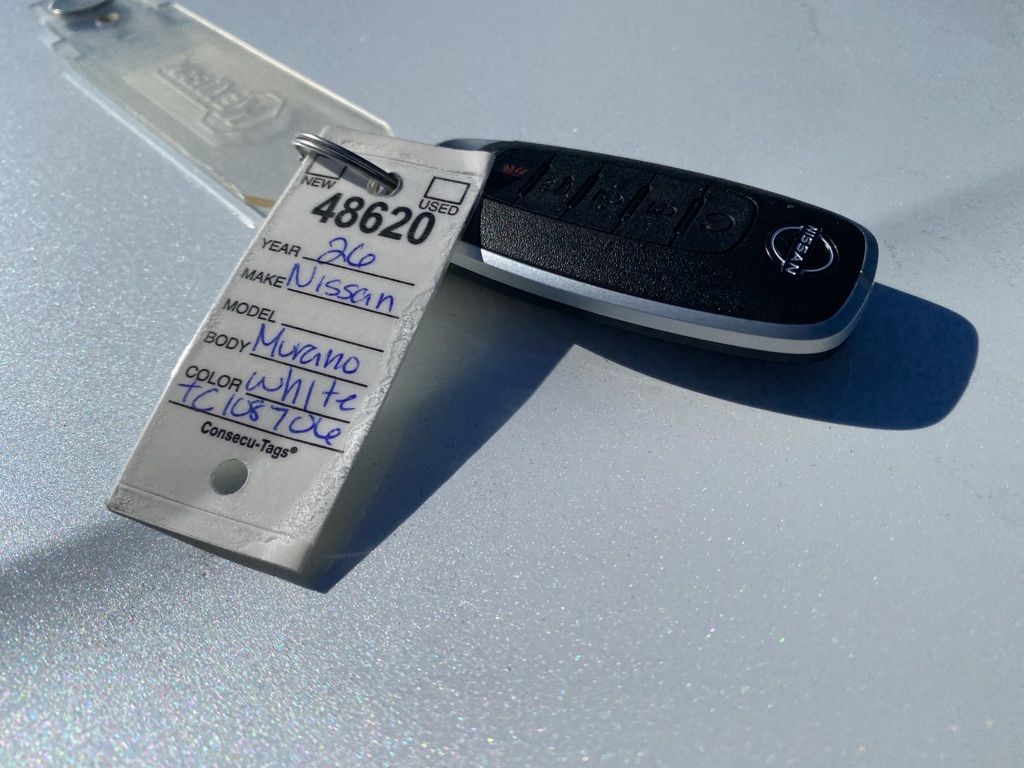 NEW
USED
48620
YEAR 26
MAKE Nissan
MODEL
BODY Murano
COLOR White
TC108706
Consecu-Tags®
NISSAN